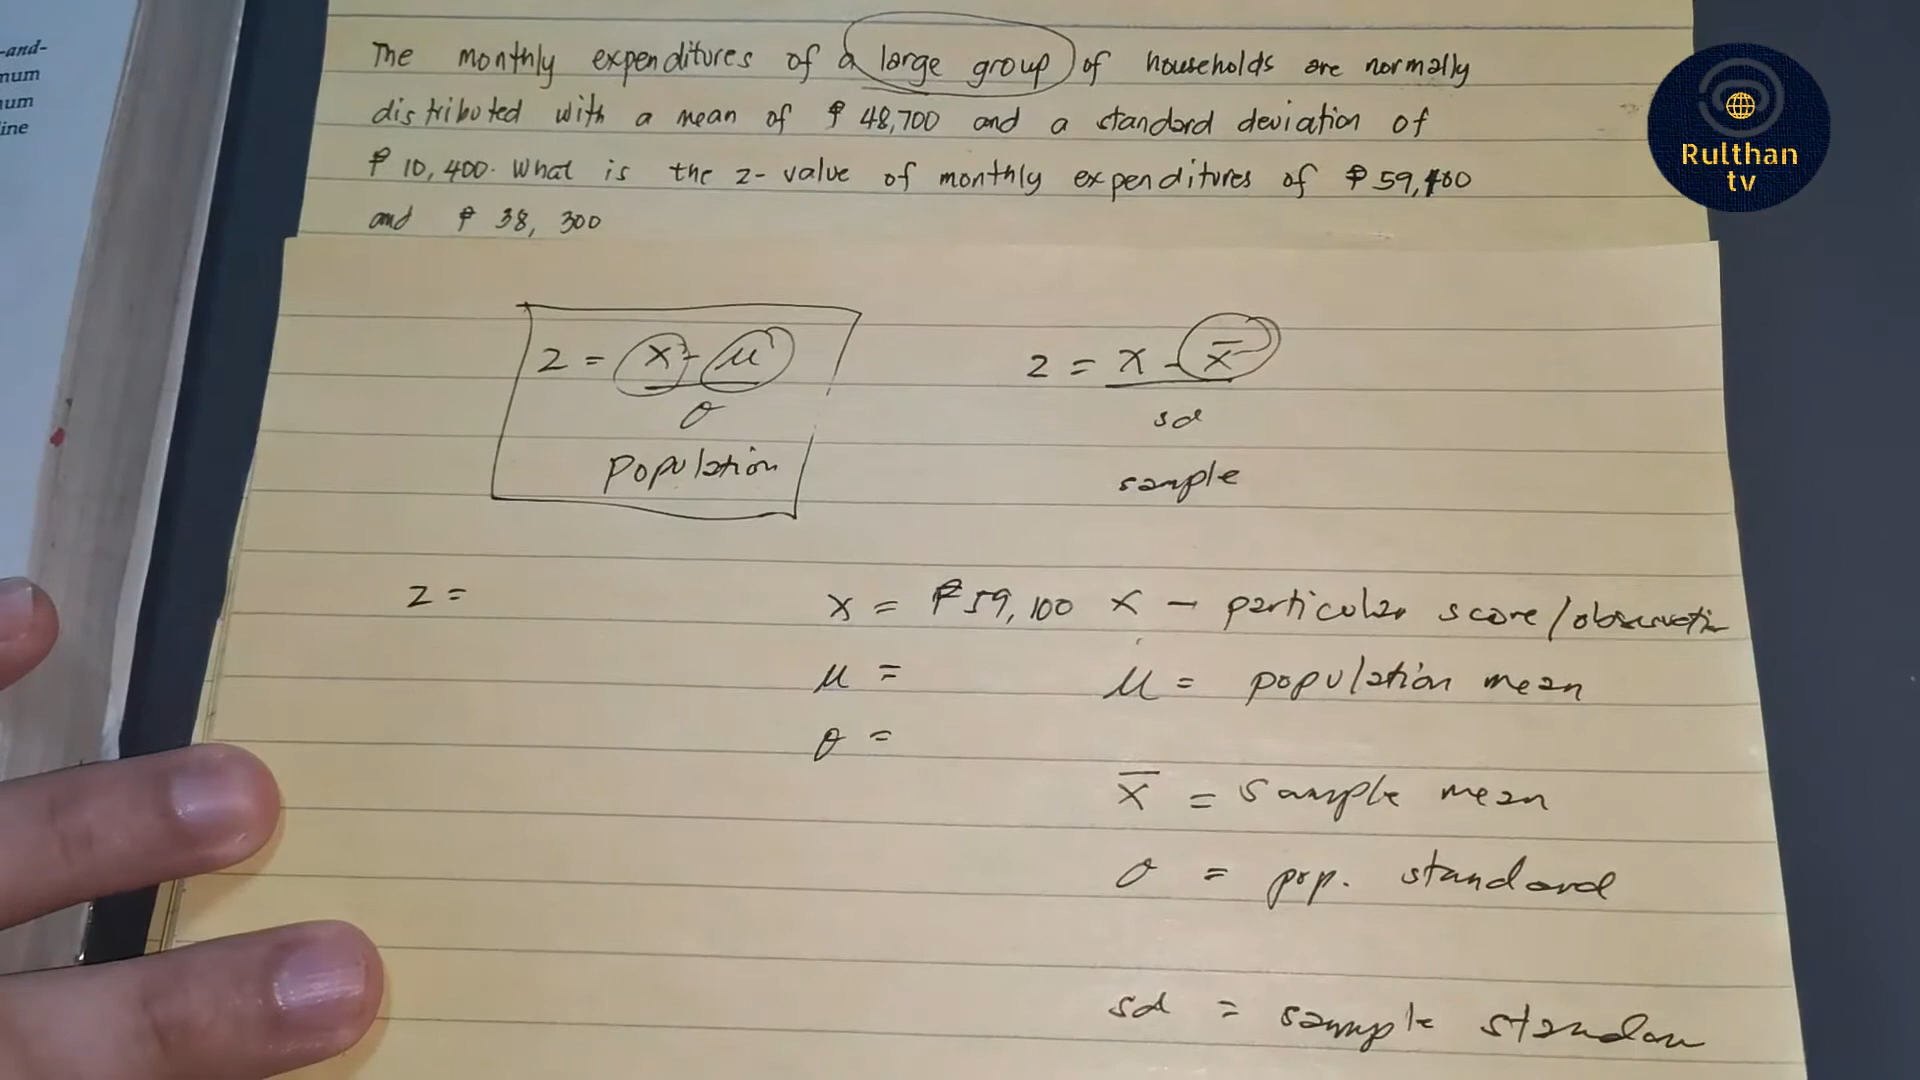 -and-
num
num
line
The monthly expenditures of a large group of households are normally
distributed with a mean of ₱ 48,700 and a standard deviation of
₱ 10,400. What is the z-value of monthly expenditures of ₱ 59,100
and ₱ 38, 300
Rulthan
tv
z = x - μ
σ
population
z = x - x̄
sd
sample
z =
x = ₱59,100 x - particular score/observation
μ = μ = population mean
σ =
x̄ = sample mean
σ = pop. standard
sd = sample standar